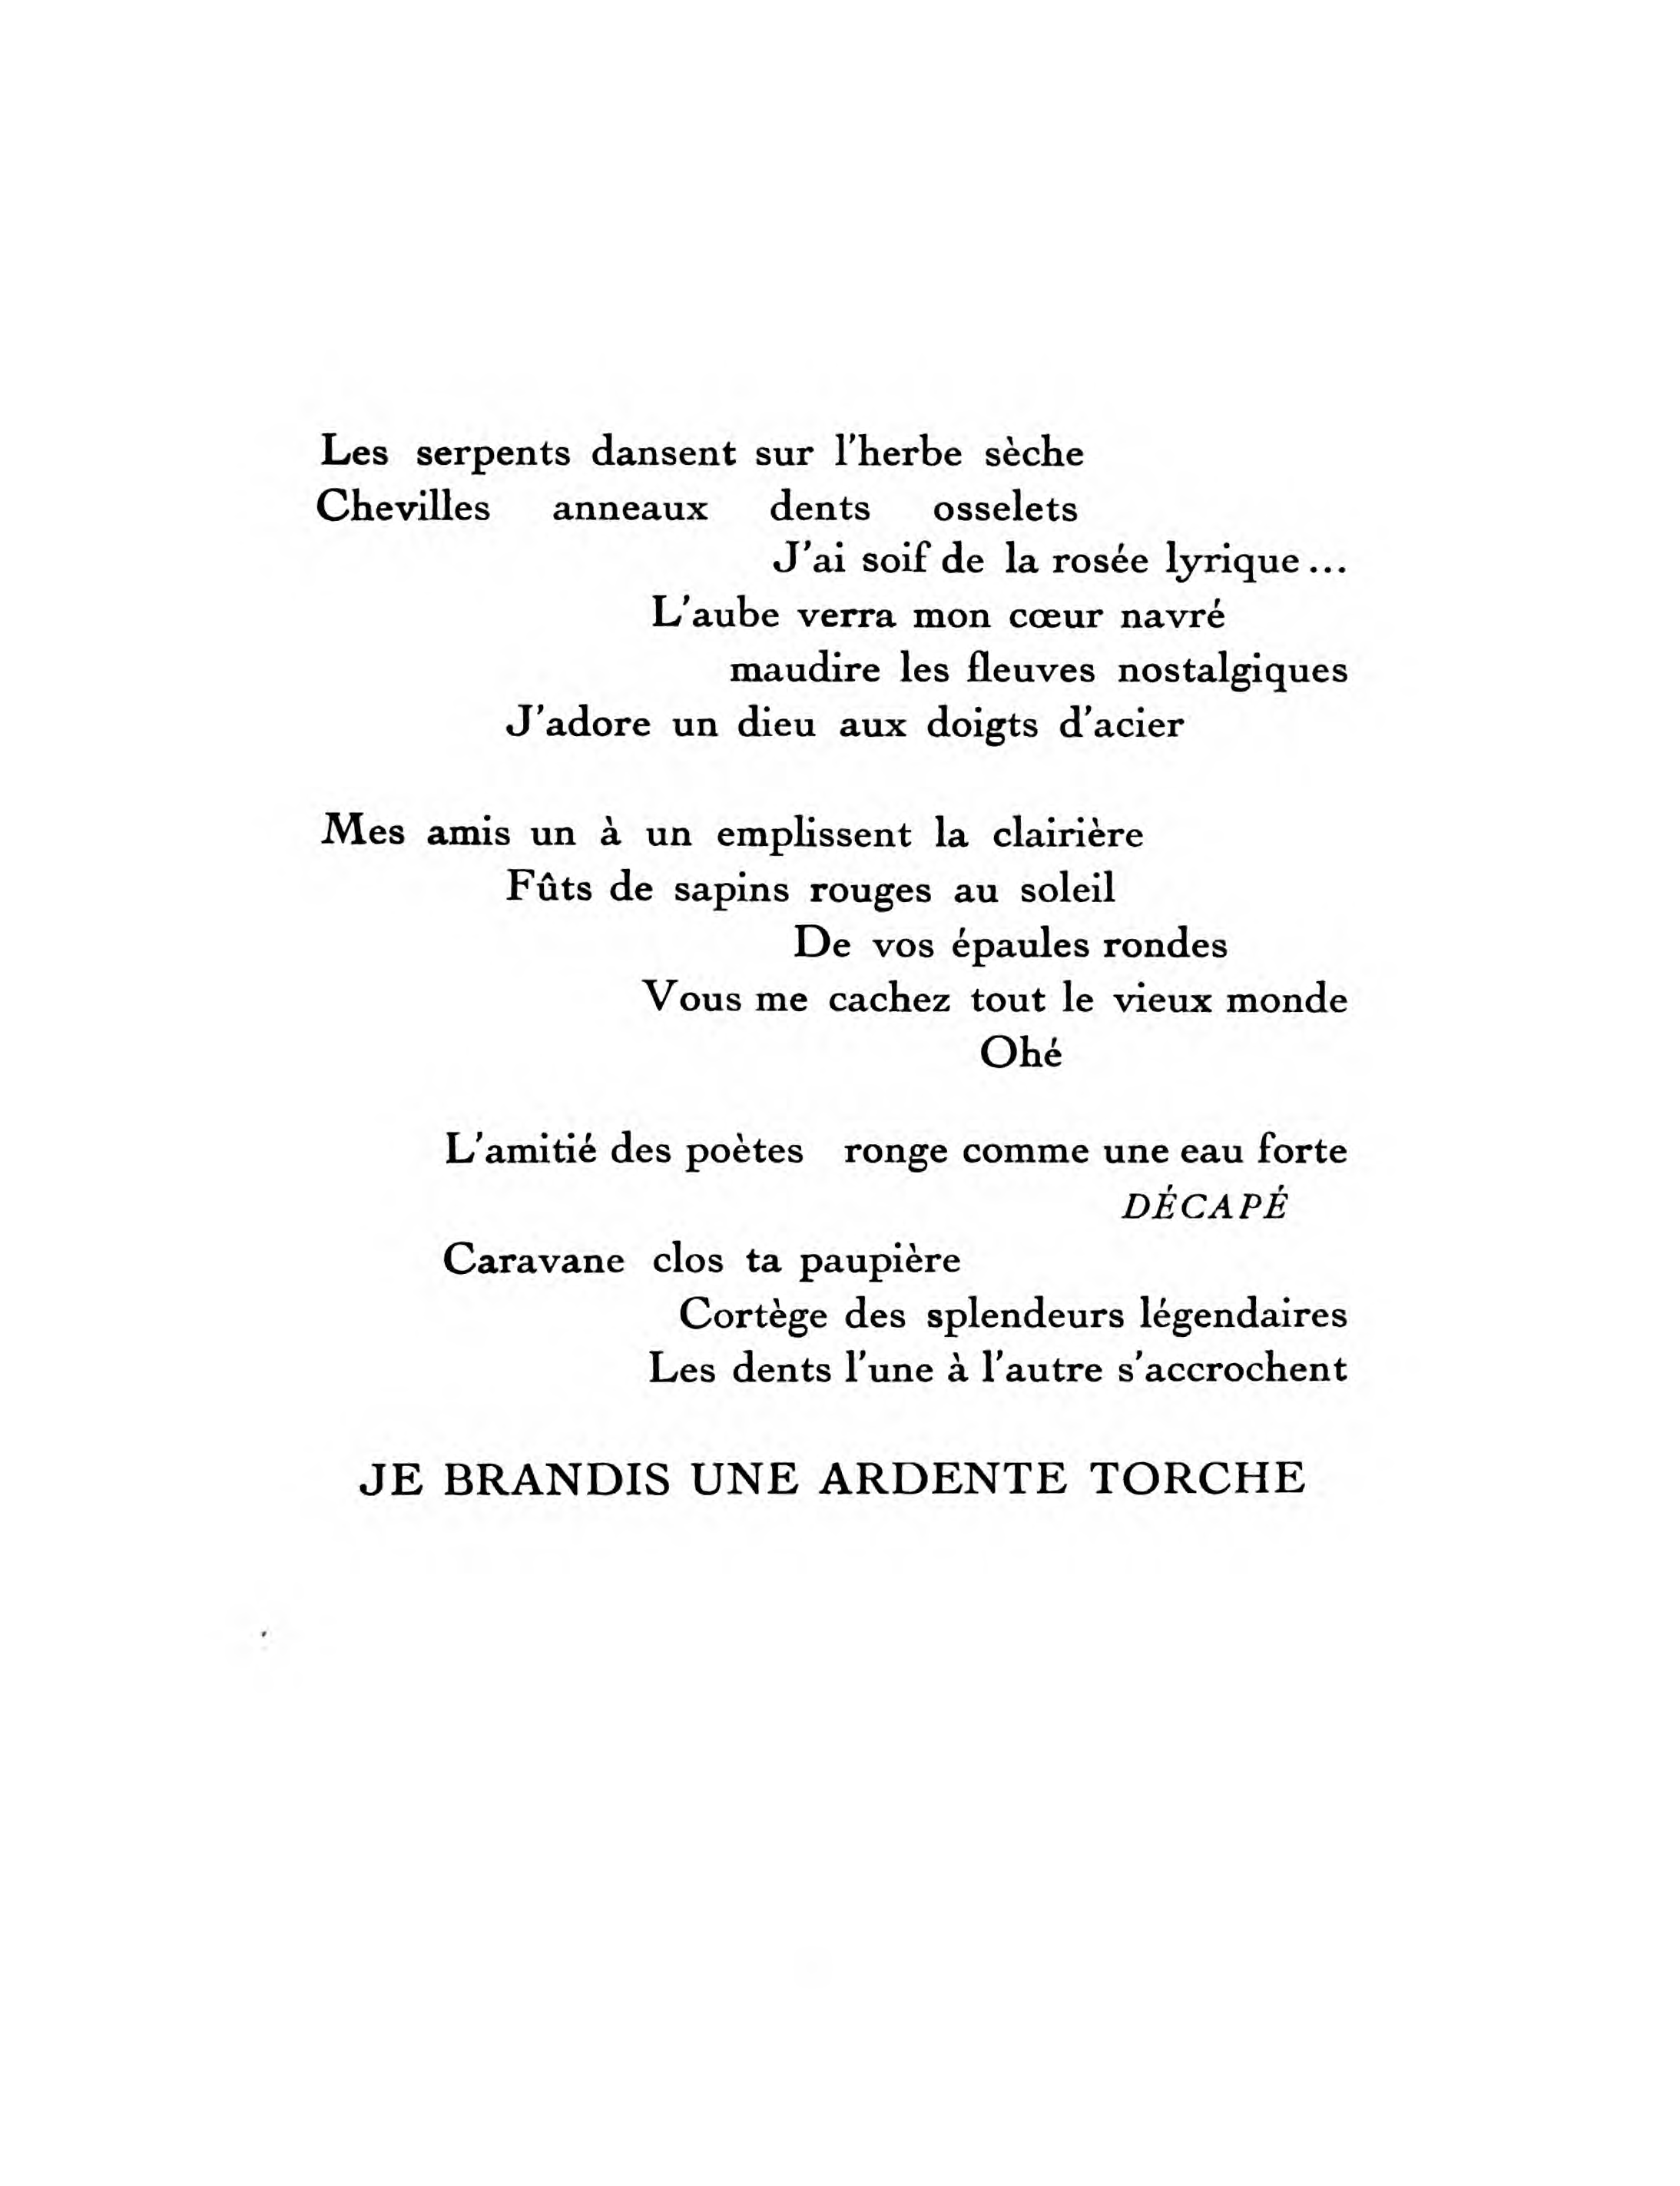 Les serpents dansent sur l'herbe sèche
Chevilles anneaux dents osselets
J'ai soif de la rosée lyrique...
L'aube verra mon cœur navré
maudire les fleuves nostalgiques
J'adore un dieu aux doigts d'acier
Mes amis un à un emplissent la clairière
Fûts de sapins rouges au soleil
De vos épaules rondes
Vous me cachez tout le vieux monde
Ohé
L'amitié des poètes ronge comme une eau forte
DÉCAPÉ
Caravane clos ta paupière
Cortège des splendeurs légendaires
Les dents l'une à l'autre s'accrochent
JE BRANDIS UNE ARDENTE TORCHE